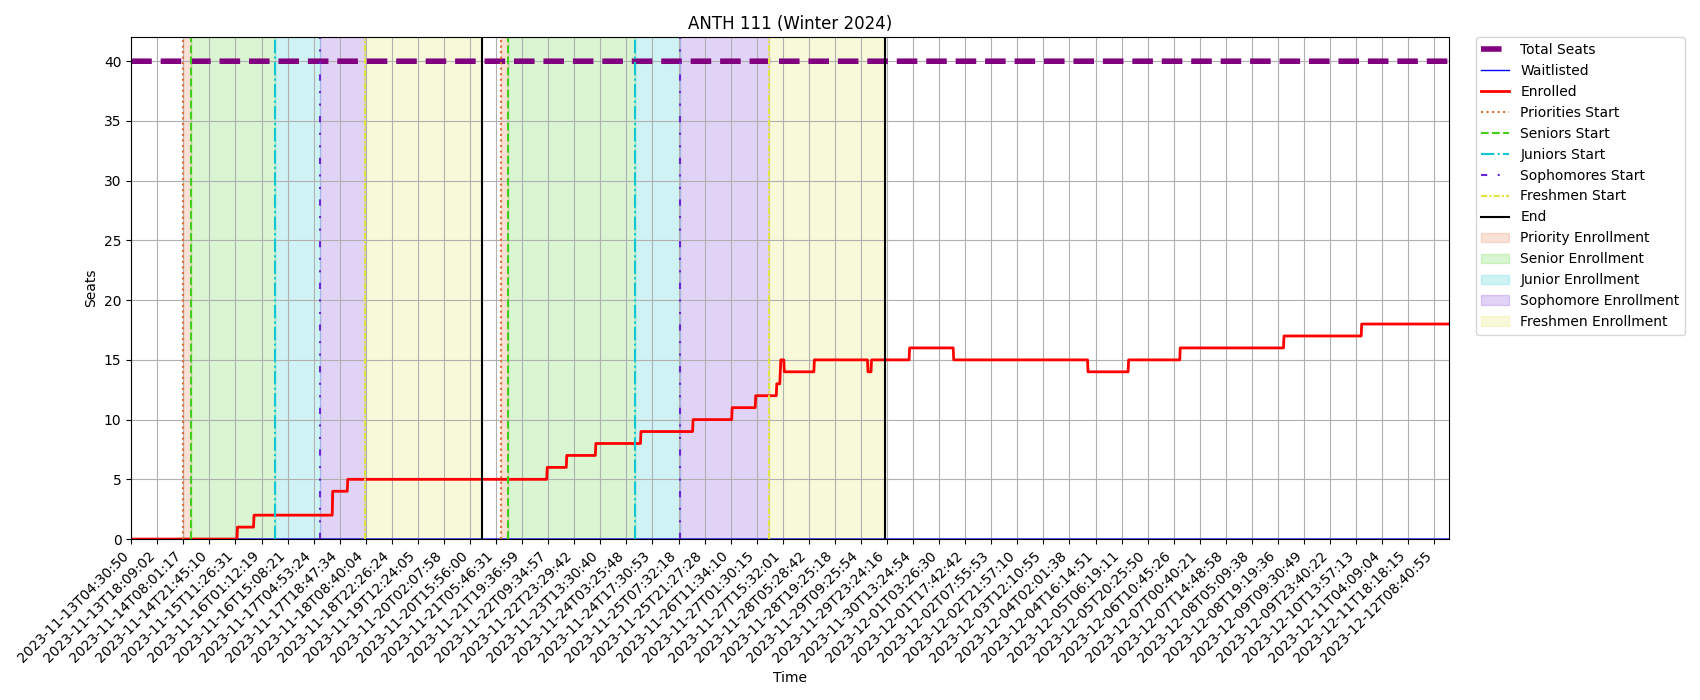 ANTH 111 (Winter 2024)
Total Seats
Waitlisted
Enrolled
Priorities Start
Seniors Start
Juniors Start
Sophomores Start
Freshmen Start
End
Priority Enrollment
Senior Enrollment
Junior Enrollment
Sophomore Enrollment
Freshmen Enrollment
Seats
40
35
30
25
20
15
10
5
0
2023-11-13T04:30:50
2023-11-13T18:09:02
2023-11-14T08:01:17
2023-11-14T21:45:10
2023-11-15T11:26:31
2023-11-16T01:12:19
2023-11-16T15:08:21
2023-11-17T04:53:24
2023-11-17T18:47:34
2023-11-18T08:40:04
2023-11-18T22:26:24
2023-11-19T12:24:05
2023-11-20T02:07:58
2023-11-20T15:56:00
2023-11-21T05:46:31
2023-11-21T19:36:59
2023-11-22T09:34:57
2023-11-22T23:29:42
2023-11-23T13:30:40
2023-11-24T03:25:48
2023-11-24T17:30:53
2023-11-25T07:32:18
2023-11-25T21:27:28
2023-11-26T11:34:10
2023-11-27T01:30:15
2023-11-27T15:32:01
2023-11-28T05:28:42
2023-11-28T19:25:18
2023-11-29T09:25:54
2023-11-29T23:24:16
2023-11-30T13:24:54
2023-12-01T03:26:30
2023-12-01T17:42:42
2023-12-02T07:55:53
2023-12-02T21:57:10
2023-12-03T12:10:55
2023-12-04T02:01:38
2023-12-04T16:14:51
2023-12-05T06:19:11
2023-12-05T20:25:50
2023-12-06T10:45:26
2023-12-07T00:40:21
2023-12-07T14:48:58
2023-12-08T05:09:38
2023-12-08T19:19:36
2023-12-09T09:30:49
2023-12-09T23:40:22
2023-12-10T13:57:13
2023-12-11T04:09:04
2023-12-11T18:18:15
2023-12-12T08:40:55
Time